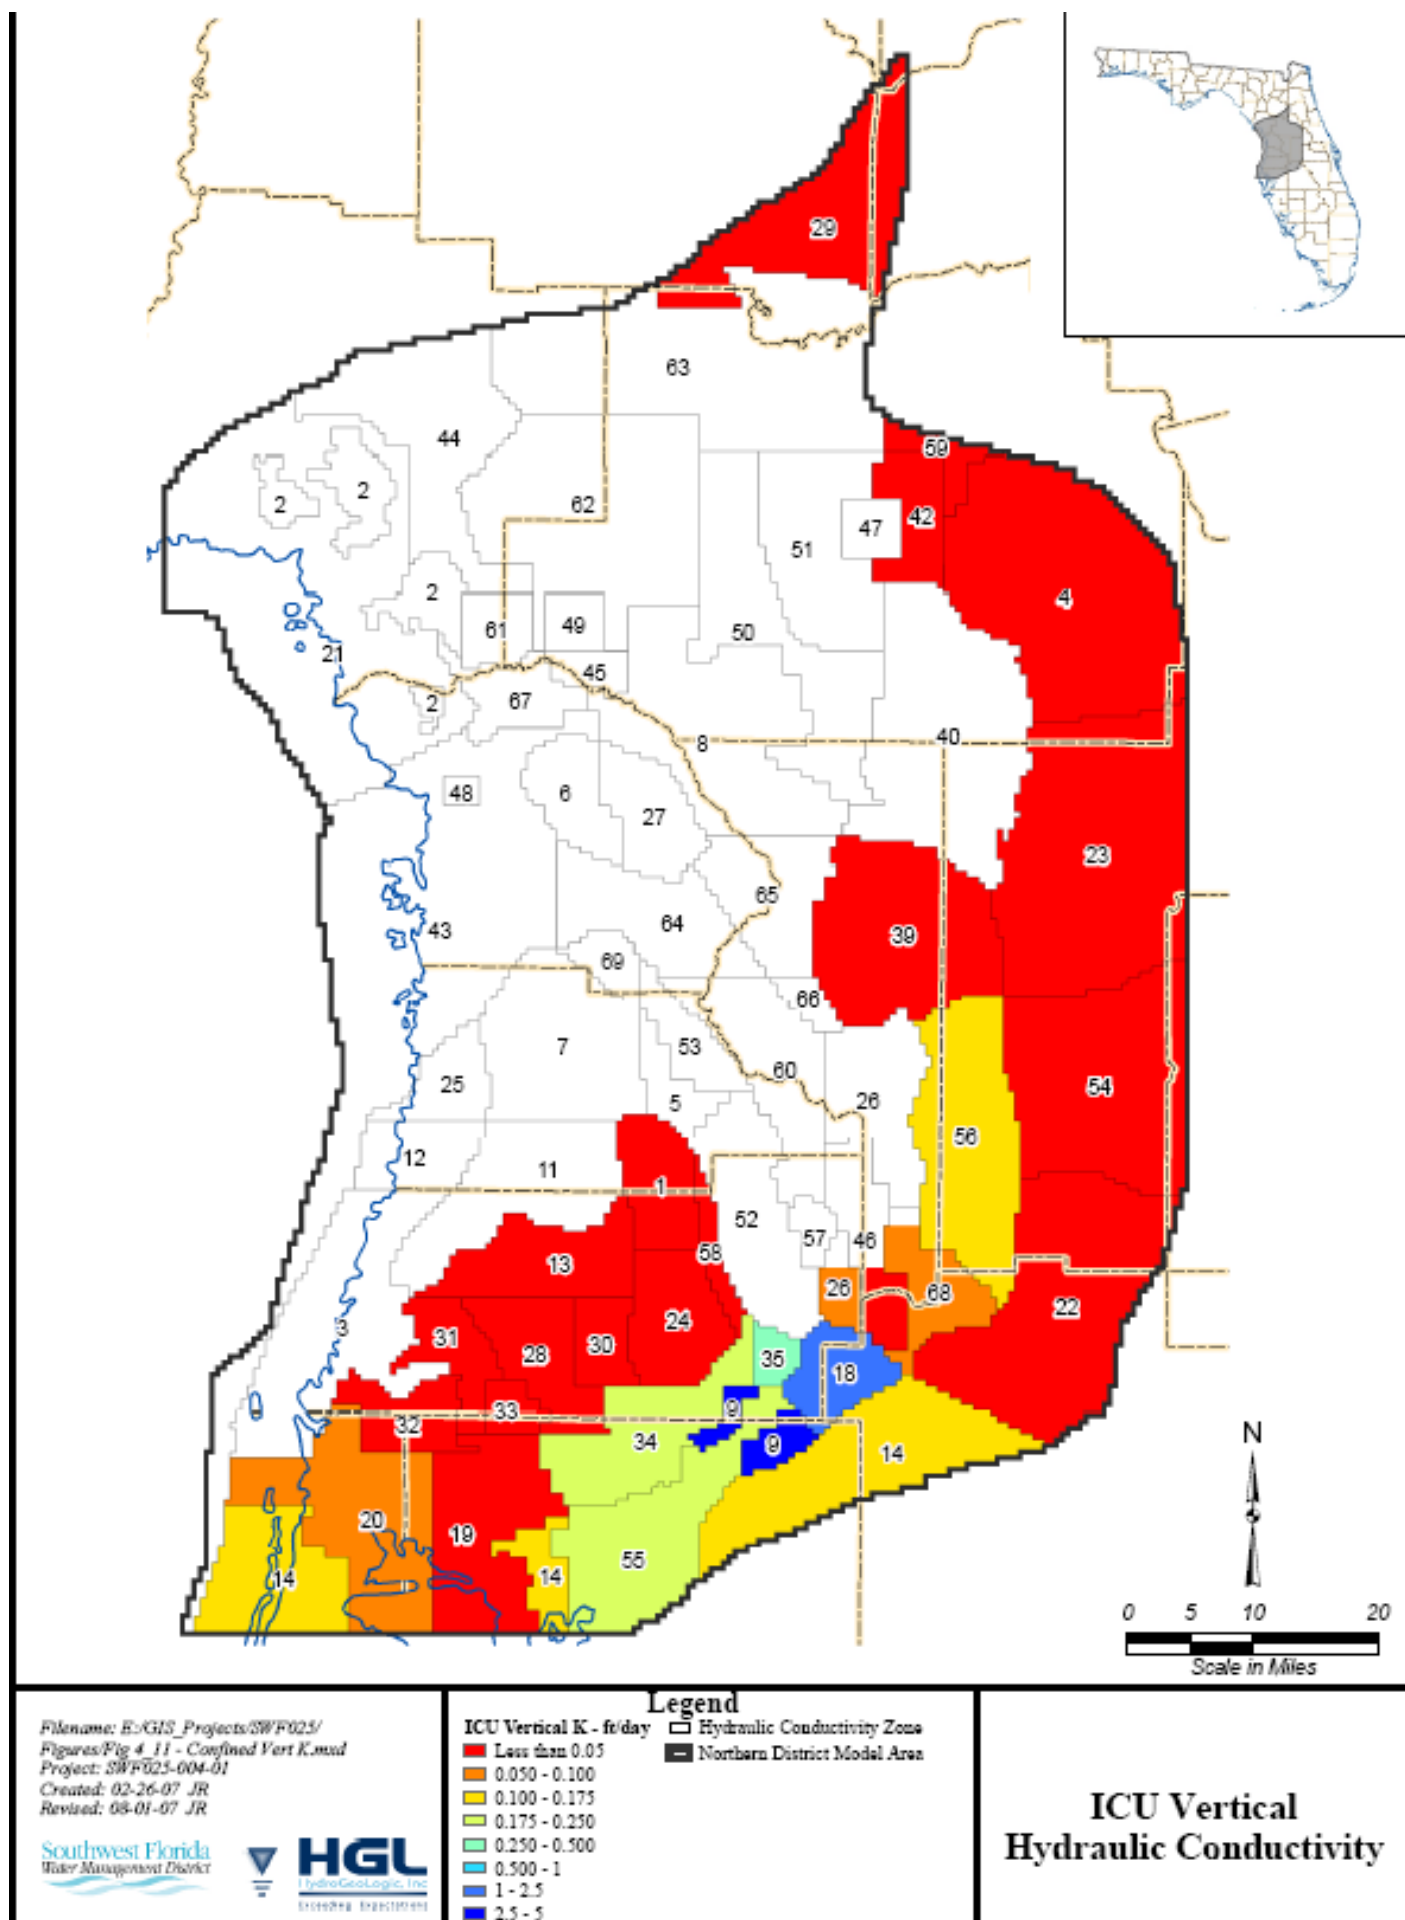 29
63
44
59
2
2
62
47
42
51
2
4
61
49
50
21
45
2
67
8
40
48
6
27
23
65
43
64
39
69
66
7
53
25
60
26
54
5
56
12
11
1
52
57
46
58
13
26
68
22
3
31
28
30
24
35
18
33
9
32
34
9
14
20
19
55
14
14
N
0 5 10 20
Scale in Miles
Filename: E:/GIS_Projects/SWF025/
Figures/Fig 4_11 - Confined Vert K.mxd
Project: SWF025-004-01
Created: 02-26-07 JR
Revised: 08-01-07 JR
Southwest Florida
Water Management District
HGL
HydroGeoLogic, Inc
Exceeding Expectations
Legend
ICU Vertical K - ft/day
Less than 0.05
0.050 - 0.100
0.100 - 0.175
0.175 - 0.250
0.250 - 0.500
0.500 - 1
1 - 2.5
2.5 - 5
Hydraulic Conductivity Zone
Northern District Model Area
ICU Vertical
Hydraulic Conductivity